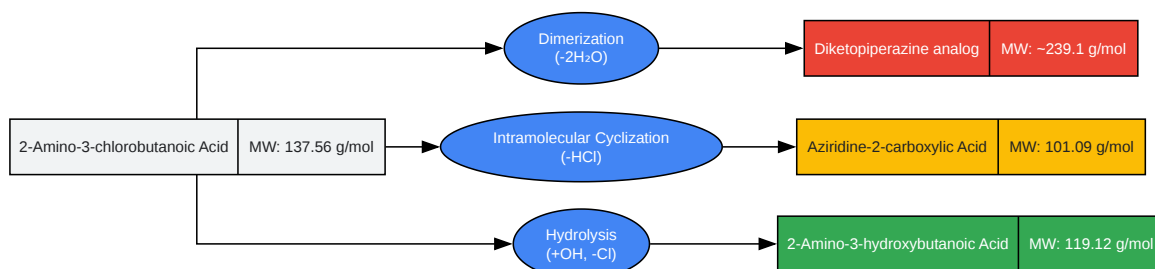 Dimerization
(-2H₂O)
Diketopiperazine analog
MW: ~239.1 g/mol
2-Amino-3-chlorobutanoic Acid
MW: 137.56 g/mol
Intramolecular Cyclization
(-HCl)
Aziridine-2-carboxylic Acid
MW: 101.09 g/mol
Hydrolysis
(+OH, -Cl)
2-Amino-3-hydroxybutanoic Acid
MW: 119.12 g/mol